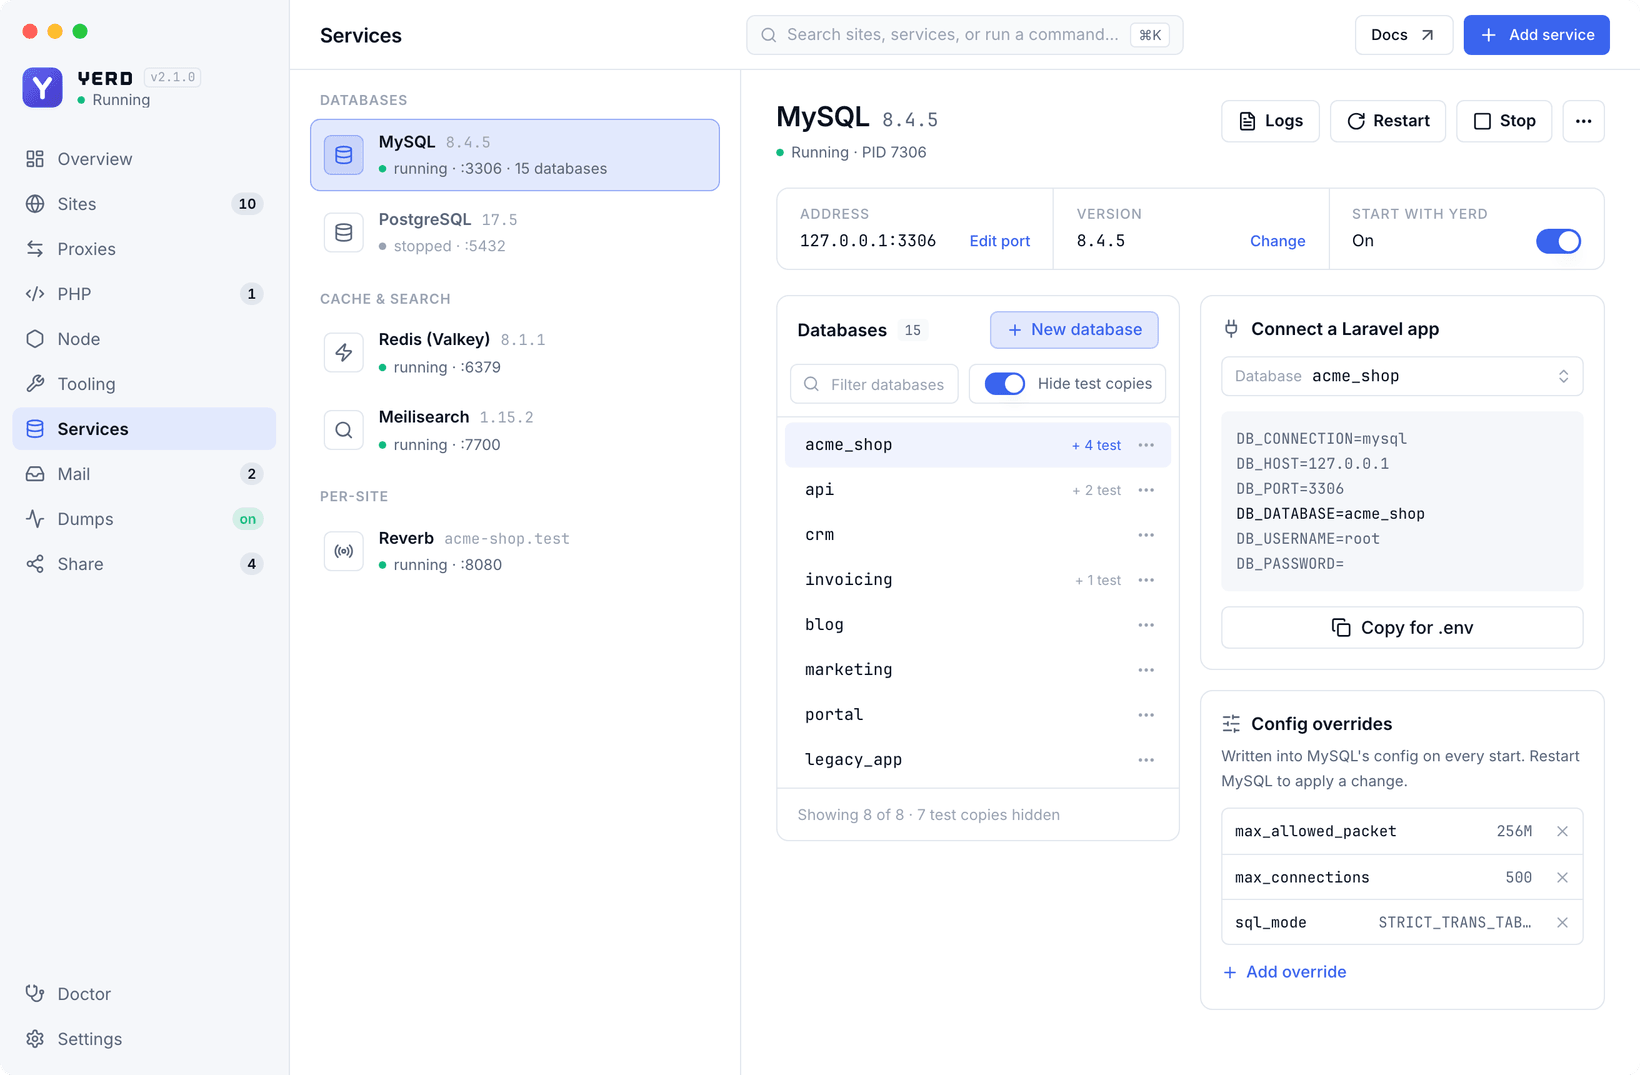 YERD v2.1.0
Running
Overview
Sites 10
Proxies
PHP 1
Node
Tooling
Services
Mail 2
Dumps on
Share 4
Doctor
Settings
Services
Search sites, services, or run a command... ⌘K
Docs
Add service
DATABASES
MySQL 8.4.5
running · :3306 · 15 databases
PostgreSQL 17.5
stopped · :5432
CACHE & SEARCH
Redis (Valkey) 8.1.1
running · :6379
Meilisearch 1.15.2
running · :7700
PER-SITE
Reverb acme-shop.test
running · :8080
MySQL 8.4.5
Running · PID 7306
Logs
Restart
Stop
ADDRESS
127.0.0.1:3306 Edit port
VERSION
8.4.5 Change
START WITH YERD
On
Databases 15
+ New database
Filter databases
Hide test copies
acme_shop + 4 test
api + 2 test
crm
invoicing + 1 test
blog
marketing
portal
legacy_app
Showing 8 of 8 · 7 test copies hidden
Connect a Laravel app
Database acme_shop
DB_CONNECTION=mysql
DB_HOST=127.0.0.1
DB_PORT=3306
DB_DATABASE=acme_shop
DB_USERNAME=root
DB_PASSWORD=
Copy for .env
Config overrides
Written into MySQL's config on every start. Restart
MySQL to apply a change.
max_allowed_packet 256M
max_connections 500
sql_mode STRICT_TRANS_TAB…
+ Add override